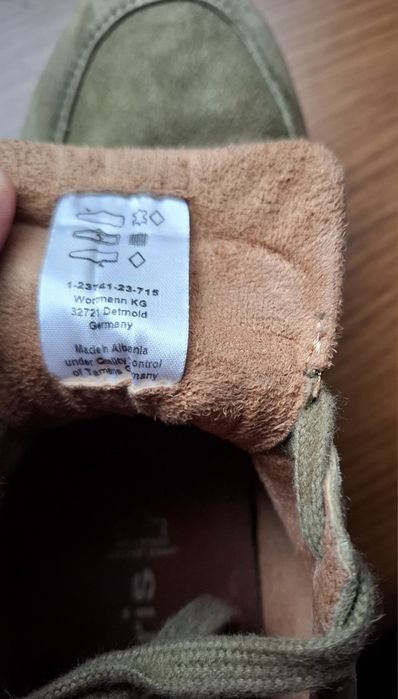 1-23741-23-715
Wortmann KG
32721 Detmold
Germany
Made in Albania
under Quality Control
of Tamaris Germany